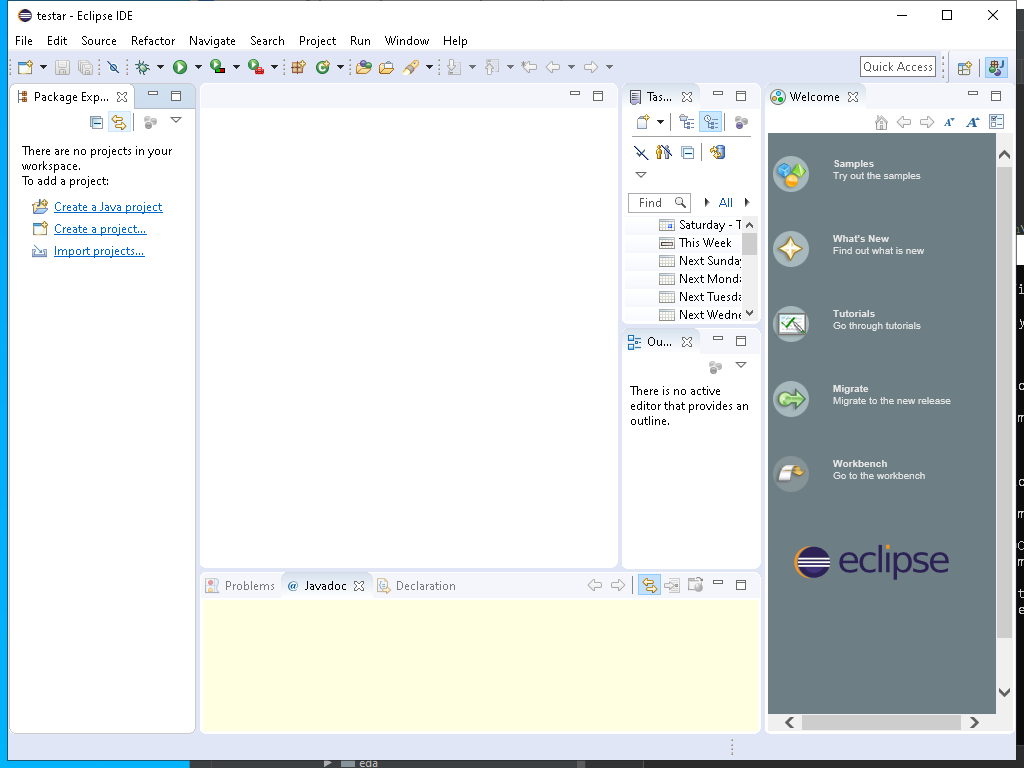 testar - Eclipse IDE
File Edit Source Refactor Navigate Search Project Run Window Help
Quick Access
Package Exp...
There are no projects in your
workspace.
To add a project:
Create a Java project
Create a project...
Import projects...
Tas...
Find
All
Saturday - T
This Week
Next Sunday
Next Monda
Next Tuesda
Next Wedne
Ou...
There is no active
editor that provides an
outline.
Welcome
Samples
Try out the samples
What's New
Find out what is new
Tutorials
Go through tutorials
Migrate
Migrate to the new release
Workbench
Go to the workbench
eclipse
Problems @ Javadoc Declaration
eda